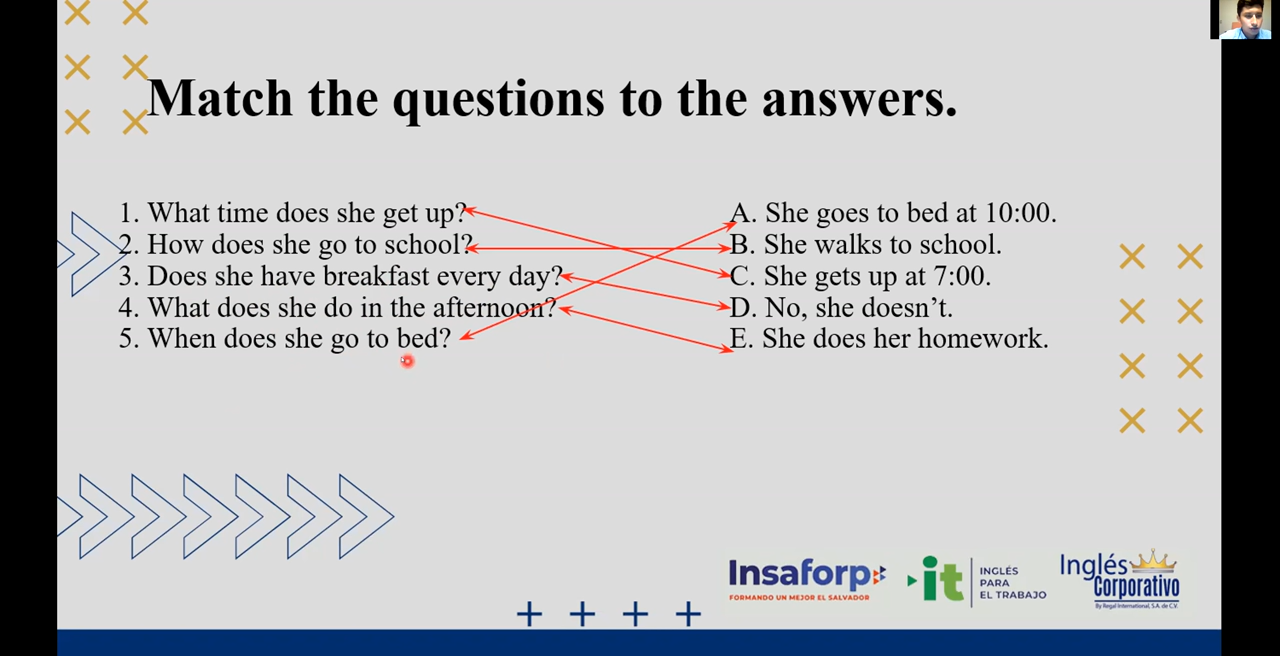 Match the questions to the answers.
1. What time does she get up?
2. How does she go to school?
3. Does she have breakfast every day?
4. What does she do in the afternoon?
5. When does she go to bed?
A. She goes to bed at 10:00.
B. She walks to school.
C. She gets up at 7:00.
D. No, she doesn’t.
E. She does her homework.
Insaforp
FORMANDO UN MEJOR EL SALVADOR
it
INGLÉS
PARA
EL TRABAJO
Inglés
Corporativo
By Regal International, S.A. de C.V.